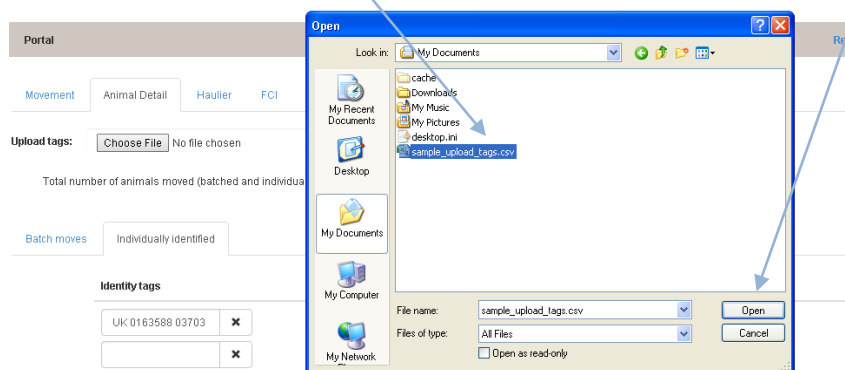 Portal
Re
Movement Animal Detail Haulier FCI
Upload tags: Choose File No file chosen
Total number of animals moved (batched and individua
Batch moves Individually identified
Identity tags
UK 0163588 03703
Open
Look in: My Documents
My Recent
Documents
Desktop
My Documents
My Computer
My Network
cache
Downloads
My Music
My Pictures
desktop.ini
sample_upload_tags.csv
File name: sample_upload_tags.csv Open
Files of type: All Files Cancel
Open as read-only